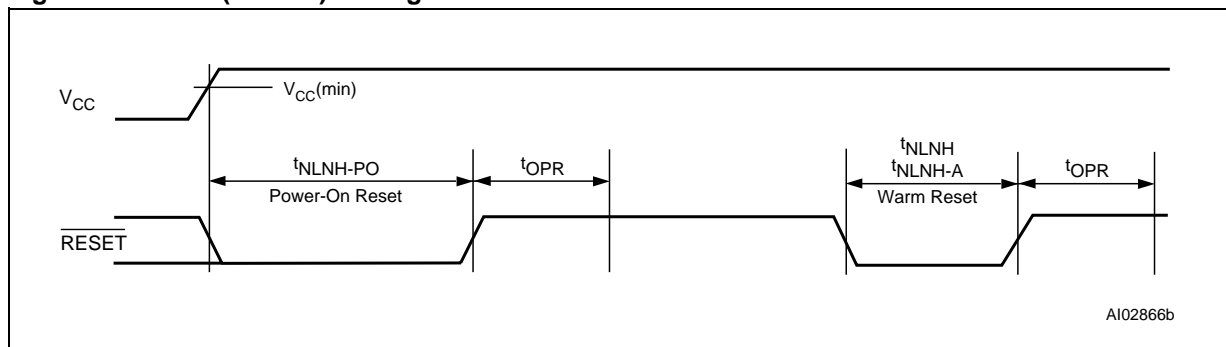 V_CC
V_CC(min)
t_NLNH-PO
Power-On Reset
t_OPR
t_NLNH
t_NLNH-A
Warm Reset
t_OPR
RESET
AI02866b